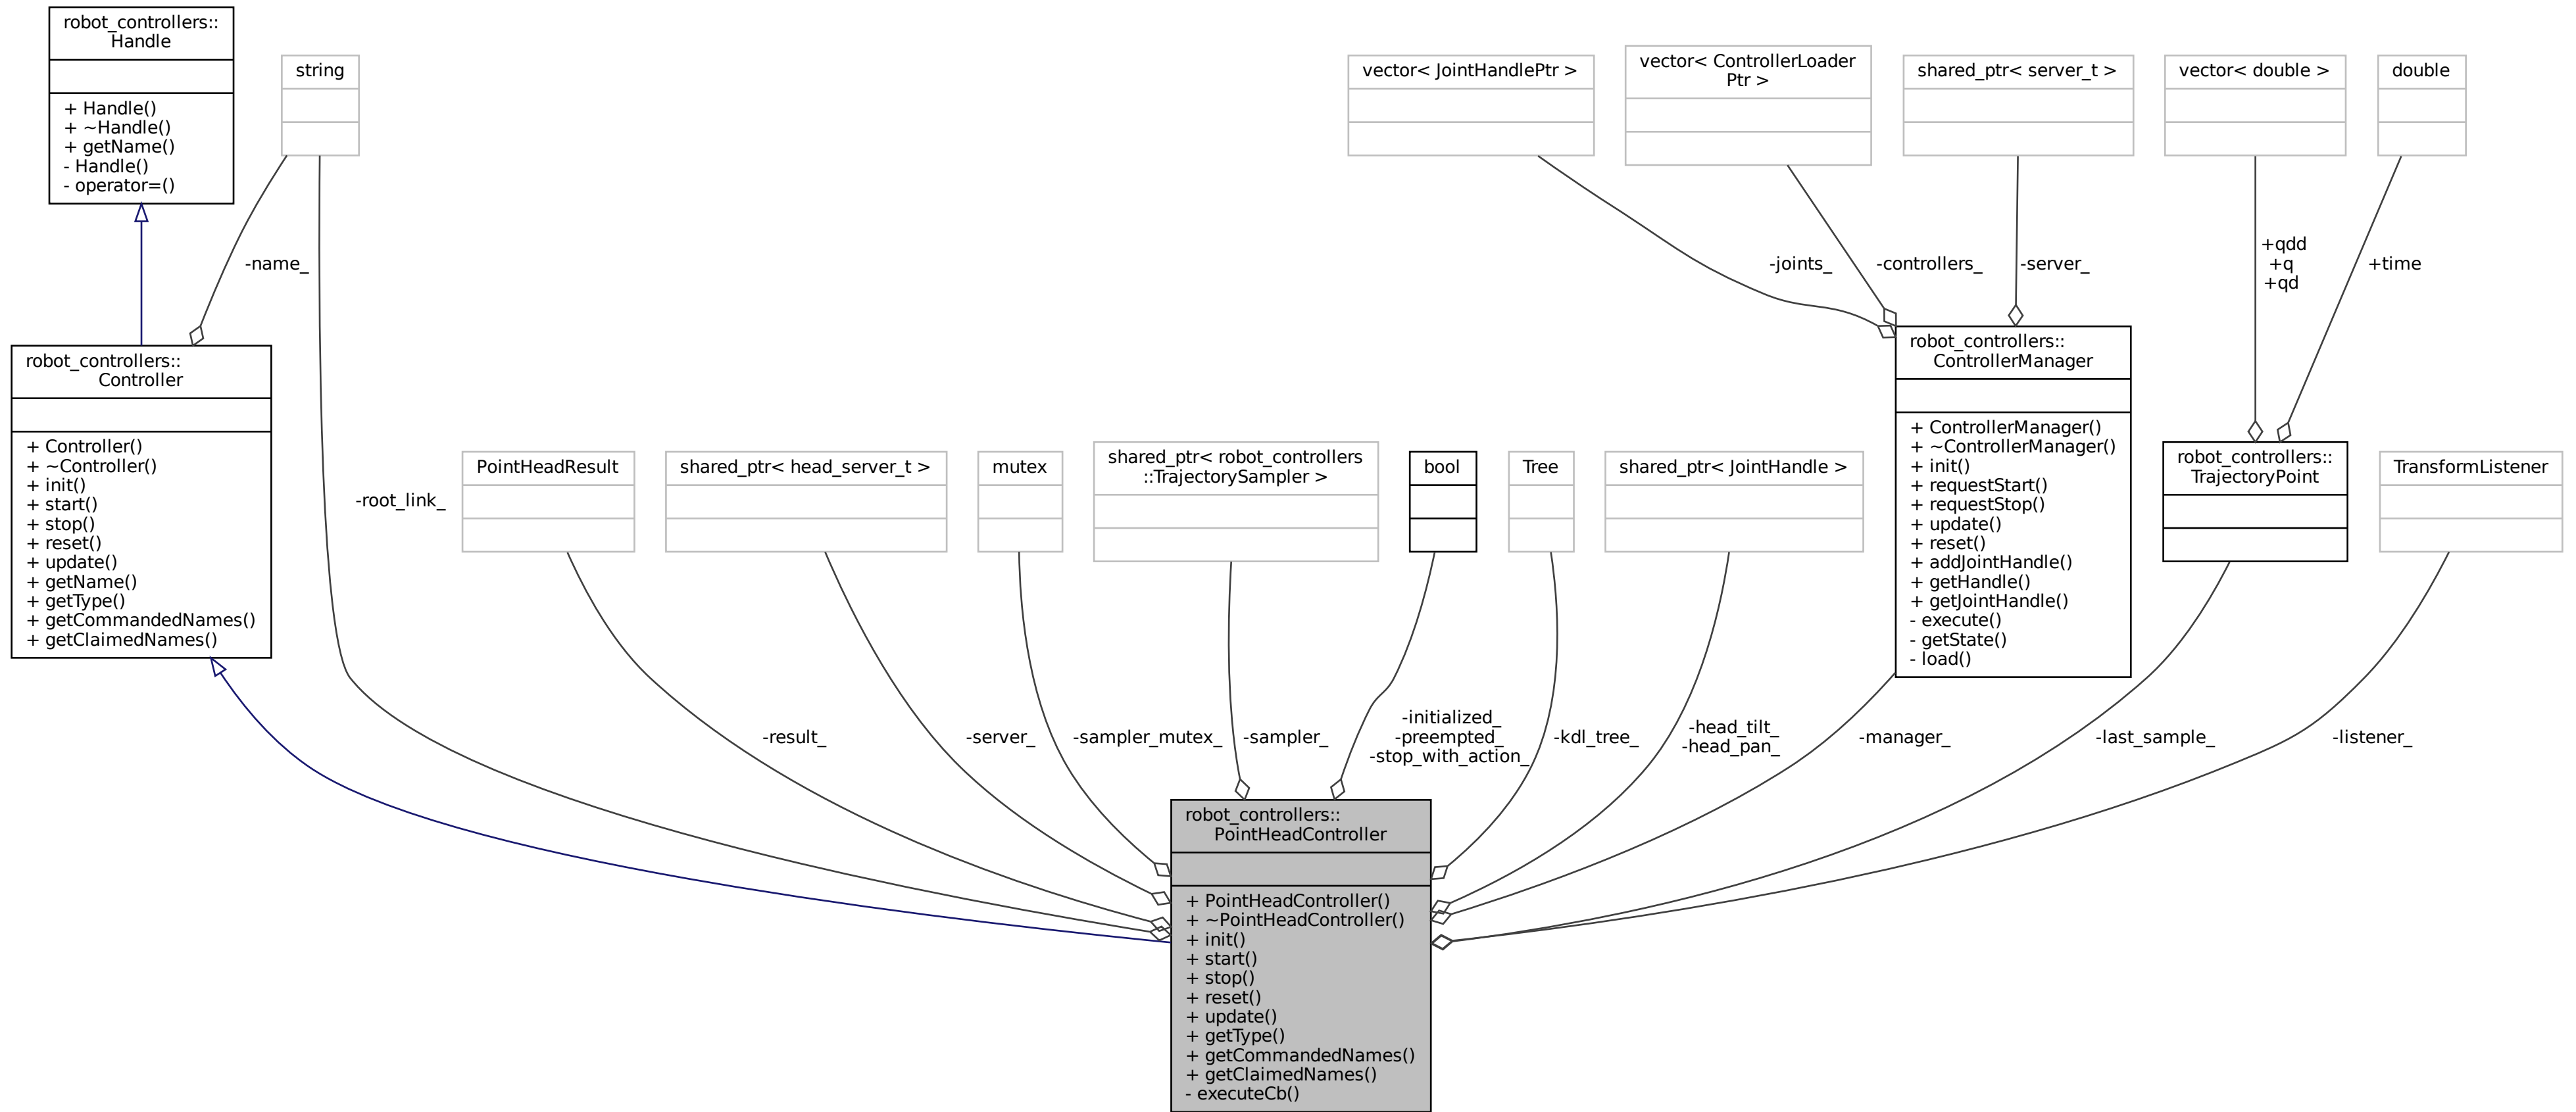 robot_controllers::
Handle
+ Handle()
+ ~Handle()
+ getName()
- Handle()
- operator=()
string
vector< JointHandlePtr >
vector< ControllerLoader
Ptr >
shared_ptr< server_t >
vector< double >
double
-name_
-joints_
-controllers_
-server_
+qdd
+q
+qd
+time
robot_controllers::
Controller
+ Controller()
+ ~Controller()
+ init()
+ start()
+ stop()
+ reset()
+ update()
+ getName()
+ getType()
+ getCommandedNames()
+ getClaimedNames()
-root_link_
PointHeadResult
shared_ptr< head_server_t >
mutex
shared_ptr< robot_controllers
::TrajectorySampler >
bool
Tree
shared_ptr< JointHandle >
robot_controllers::
ControllerManager
+ ControllerManager()
+ ~ControllerManager()
+ init()
+ requestStart()
+ requestStop()
+ update()
+ reset()
+ addJointHandle()
+ getHandle()
+ getJointHandle()
- execute()
- getState()
- load()
robot_controllers::
TrajectoryPoint
TransformListener
-result_
-server_
-sampler_mutex_
-sampler_
-initialized_
-preempted_
-stop_with_action_
-kdl_tree_
-head_tilt_
-head_pan_
-manager_
-last_sample_
-listener_
robot_controllers::
PointHeadController
+ PointHeadController()
+ ~PointHeadController()
+ init()
+ start()
+ stop()
+ reset()
+ update()
+ getType()
+ getCommandedNames()
+ getClaimedNames()
- executeCb()